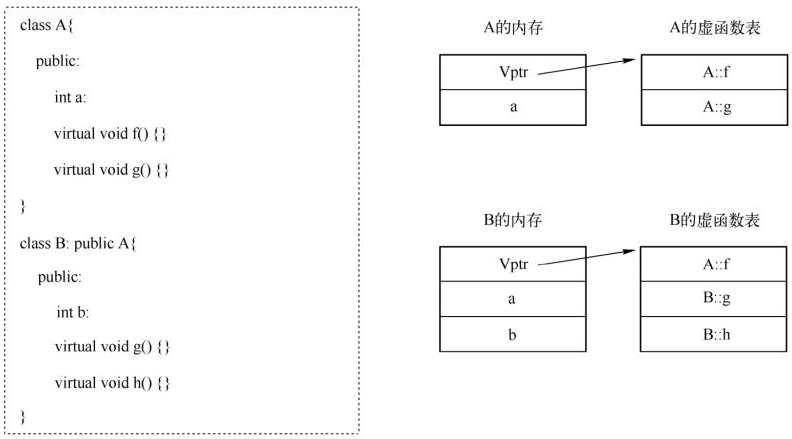 class A{
public:
int a:
virtual void f() {}
virtual void g() {}
}
class B: public A{
public:
int b:
virtual void g() {}
virtual void h() {}
}
A的内存
Vptr
a
A的虚函数表
A::f
A::g
B的内存
Vptr
a
b
B的虚函数表
A::f
B::g
B::h